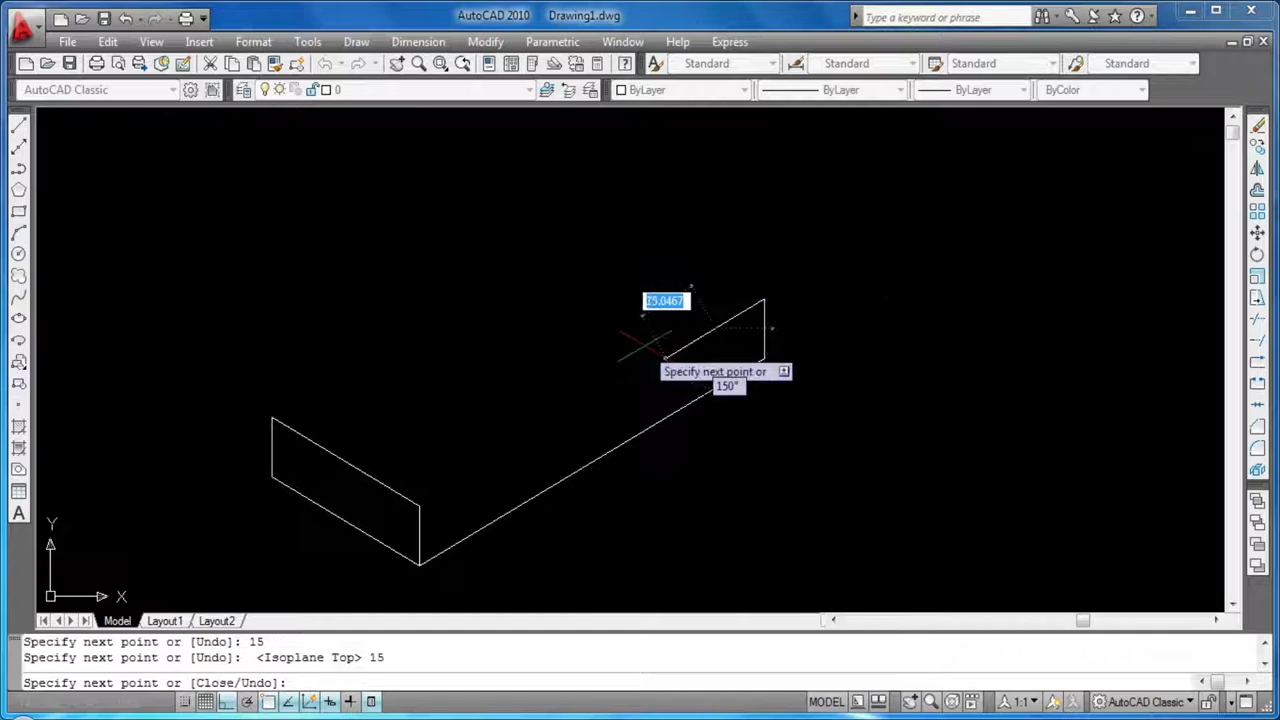 AutoCAD 2010 Drawing1.dwg
Type a keyword or phrase
File Edit View Insert Format Tools Draw Dimension Modify Parametric Window Help Express
Standard Standard Standard Standard
AutoCAD Classic 0 ByLayer ByLayer ByLayer ByColor
Specify next point or
150°
Y
X
A
Model Layout1 Layout2
Specify next point or [Undo]: 15
Specify next point or [Undo]: <Isoplane Top> 15
Specify next point or [Close/Undo]:
MODEL 1:1 AutoCAD Classic